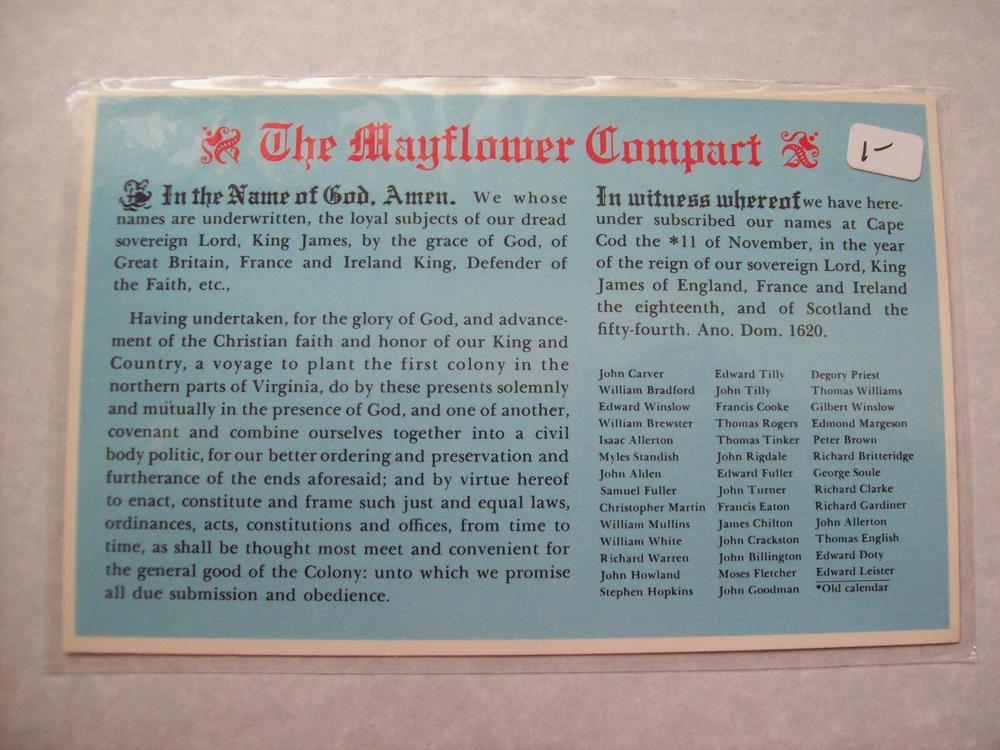 The Mayflower Compact
1-
In the Name of God, Amen. We whose
names are underwritten, the loyal subjects of our dread
sovereign Lord, King James, by the grace of God, of
Great Britain, France and Ireland King, Defender of
the Faith, etc.,
Having undertaken, for the glory of God, and advance-
ment of the Christian faith and honor of our King and
Country, a voyage to plant the first colony in the
northern parts of Virginia, do by these presents solemnly
and mutually in the presence of God, and one of another,
covenant and combine ourselves together into a civil
body politic, for our better ordering and preservation and
furtherance of the ends aforesaid; and by virtue hereof
to enact, constitute and frame such just and equal laws,
ordinances, acts, constitutions and offices, from time to
time, as shall be thought most meet and convenient for
the general good of the Colony: unto which we promise
all due submission and obedience.
In witness whereof we have here-
under subscribed our names at Cape
Cod the *11 of November, in the year
of the reign of our sovereign Lord, King
James of England, France and Ireland
the eighteenth, and of Scotland the
fifty-fourth. Ano. Dom. 1620.
John Carver
William Bradford
Edward Winslow
William Brewster
Isaac Allerton
Myles Standish
John Alden
Samuel Fuller
Christopher Martin
William Mullins
William White
Richard Warren
John Howland
Stephen Hopkins
Edward Tilly
John Tilly
Francis Cooke
Thomas Rogers
Thomas Tinker
John Rigdale
Edward Fuller
John Turner
Francis Eaton
James Chilton
John Crackston
John Billington
Moses Fletcher
John Goodman
Degory Priest
Thomas Williams
Gilbert Winslow
Edmond Margeson
Peter Brown
Richard Britteridge
George Soule
Richard Clarke
Richard Gardiner
John Allerton
Thomas English
Edward Doty
Edward Leister
*Old calendar